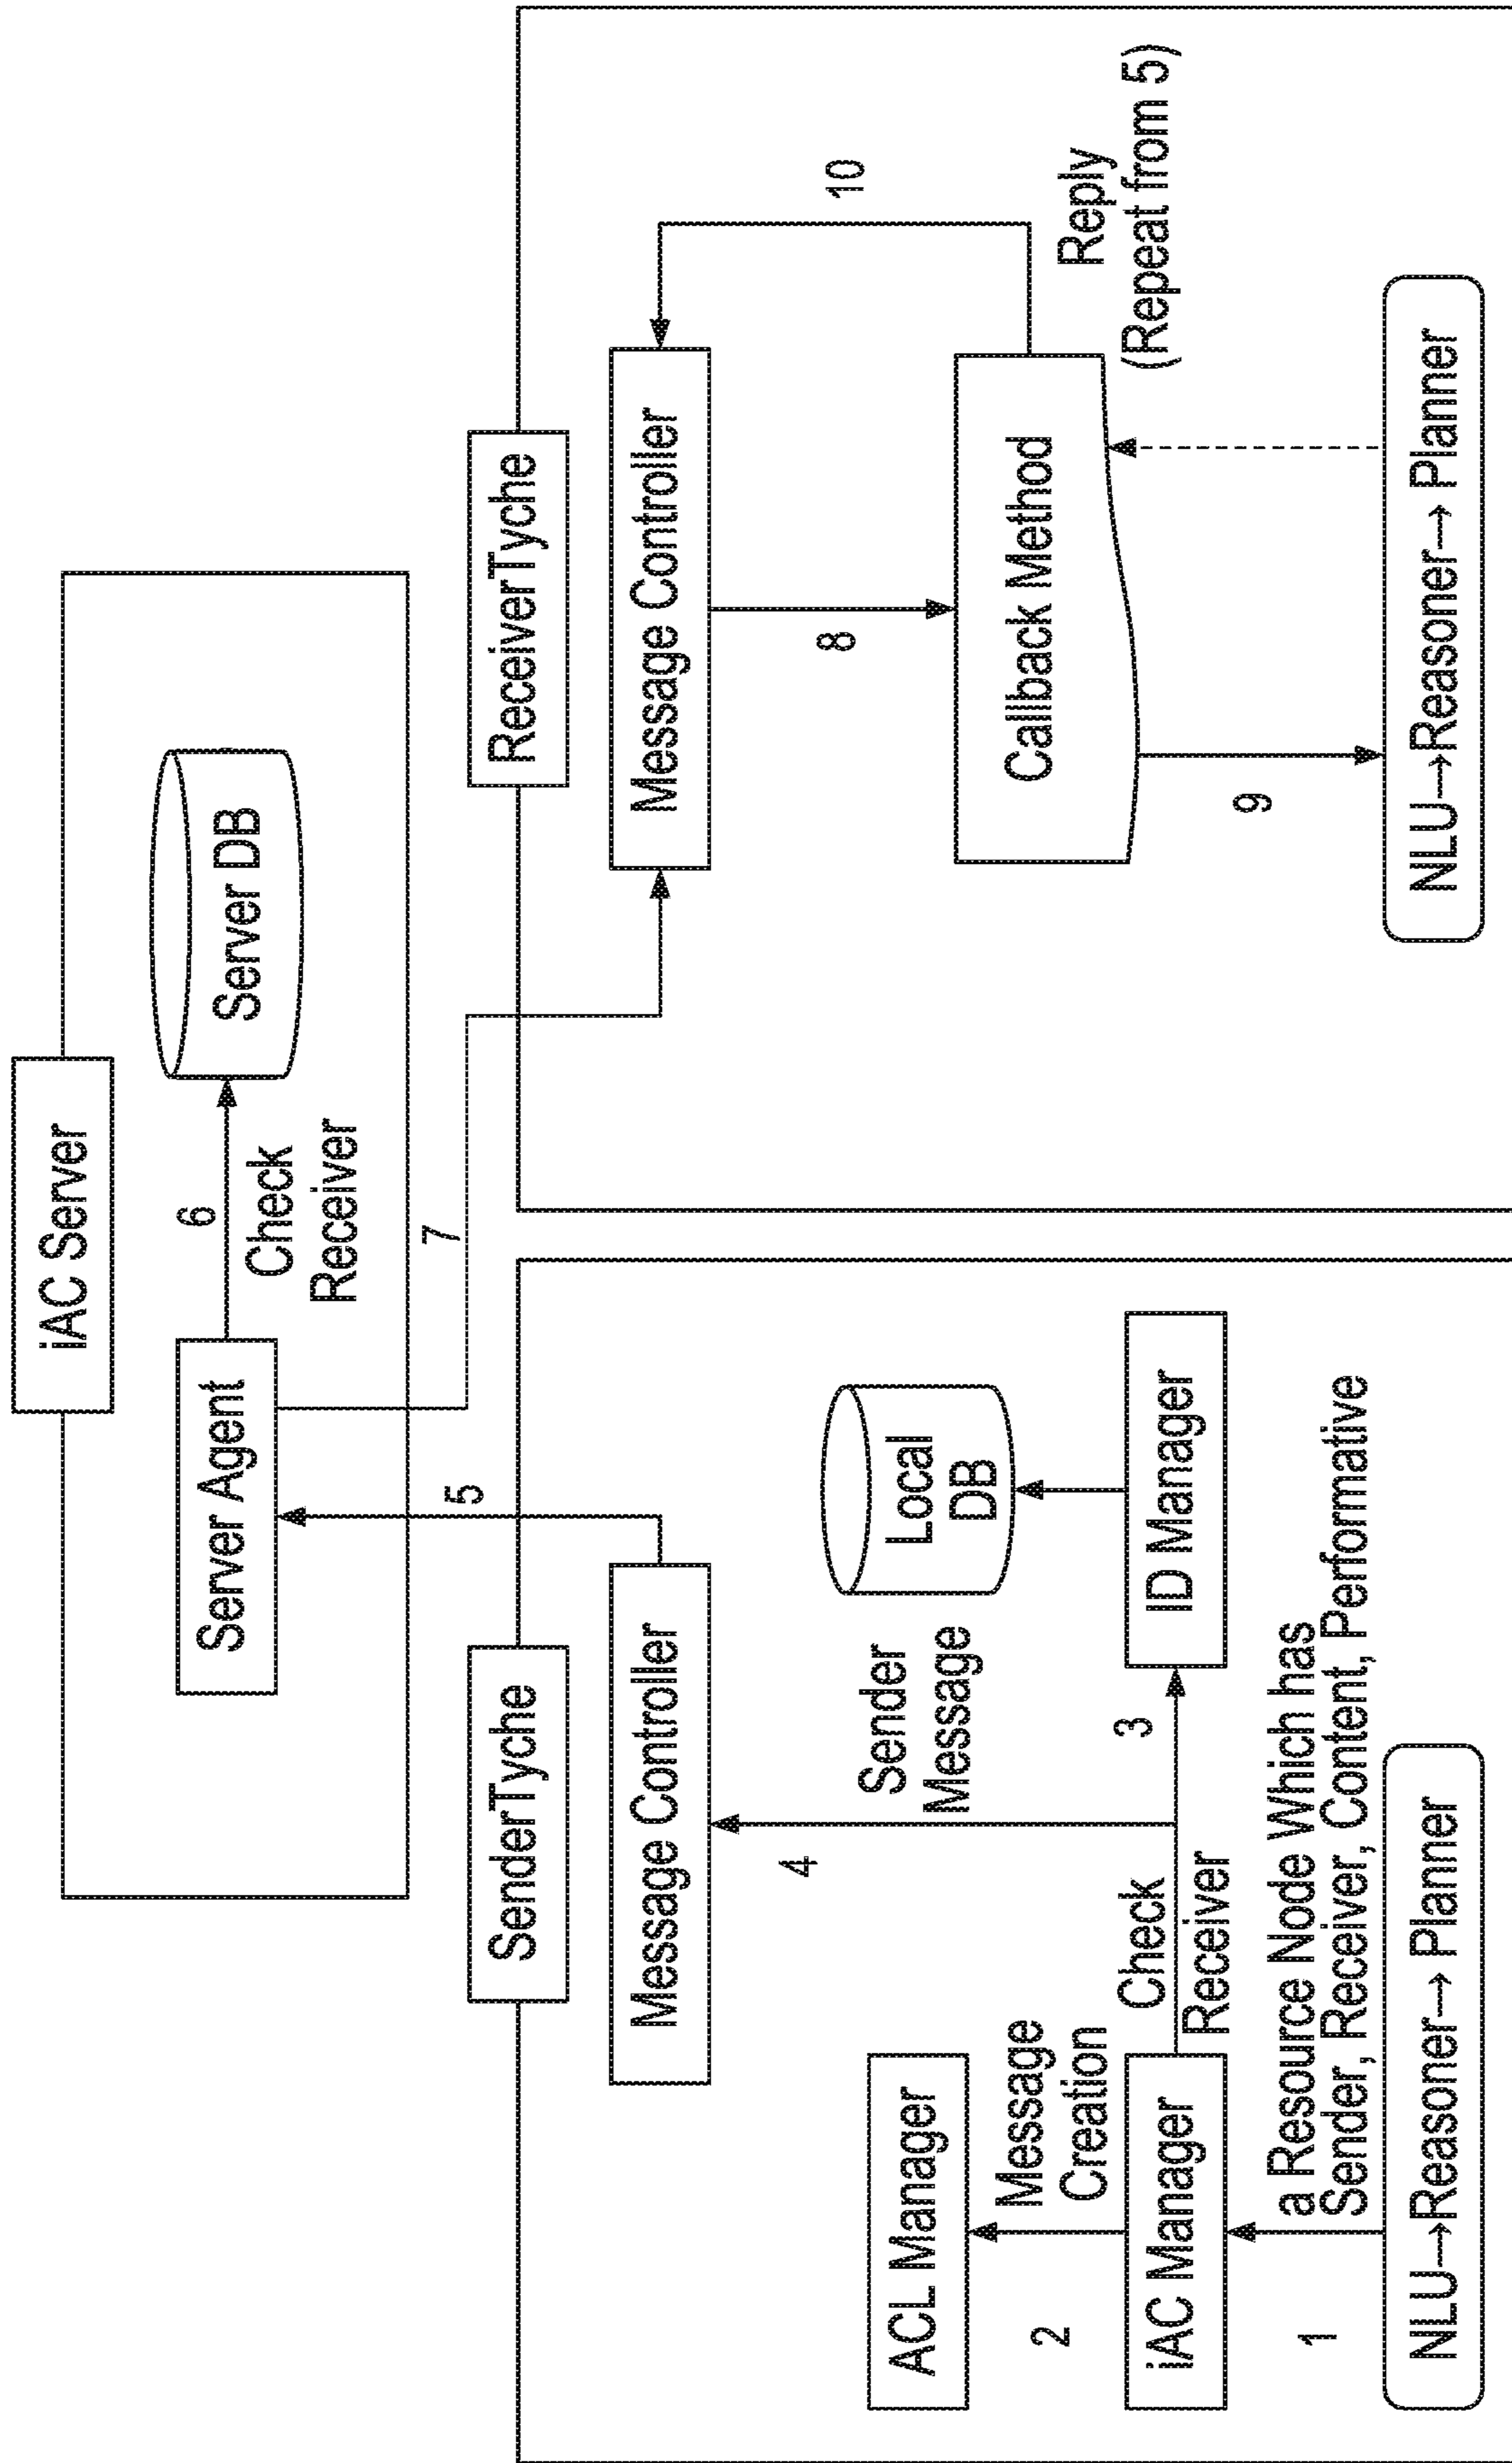 iAC Server
Server Agent
6
Check
Receiver
Server DB
5
7
SenderTyche
Message Controller
ACL Manager
Message
Creation
2
iAC Manager
4
Sender
Message
Check
Receiver
3
Local
DB
ID Manager
1
a Resource Node Which has
Sender, Receiver, Content, Performative
NLU→Reasoner→Planner
ReceiverTyche
Message Controller
8
10
Callback Method
Reply
(Repeat from 5)
9
NLU→Reasoner→Planner